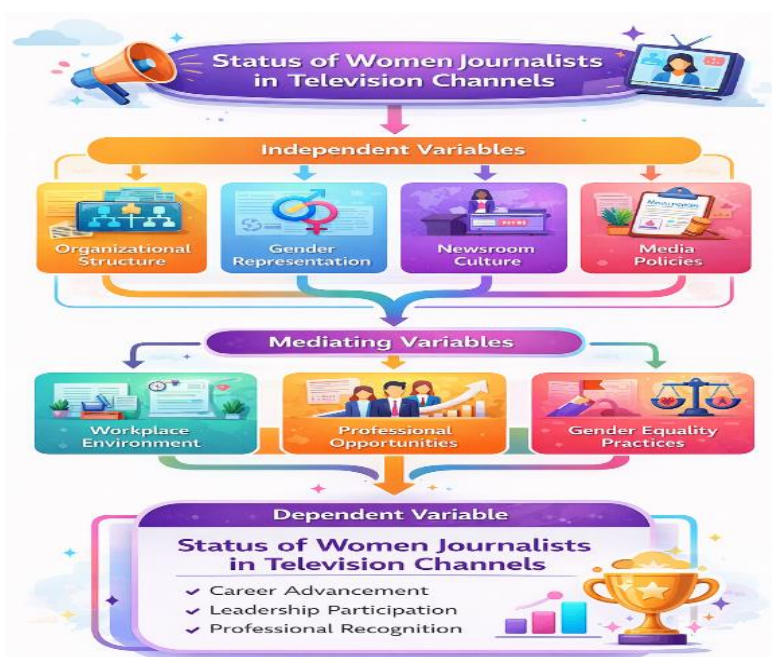 Status of Women Journalists
in Television Channels
Independent Variables
Organizational
Structure
Gender
Representation
Newsroom
Culture
Media
Policies
Mediating Variables
Workplace
Environment
Professional
Opportunities
Gender Equality
Practices
Dependent Variable
Status of Women Journalists
in Television Channels
✓ Career Advancement
✓ Leadership Participation
✓ Professional Recognition